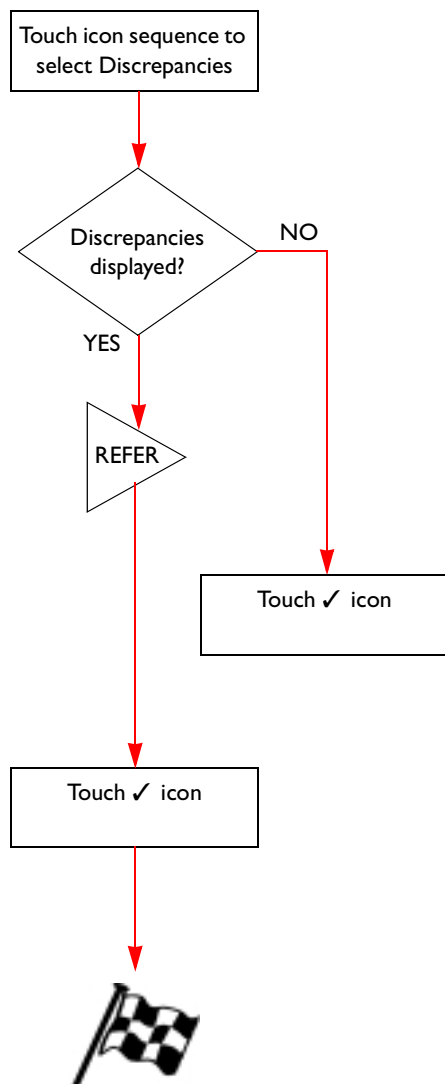 Touch icon sequence to
select Discrepancies
Discrepancies
displayed?
NO
YES
REFER
Touch ✓ icon
Touch ✓ icon